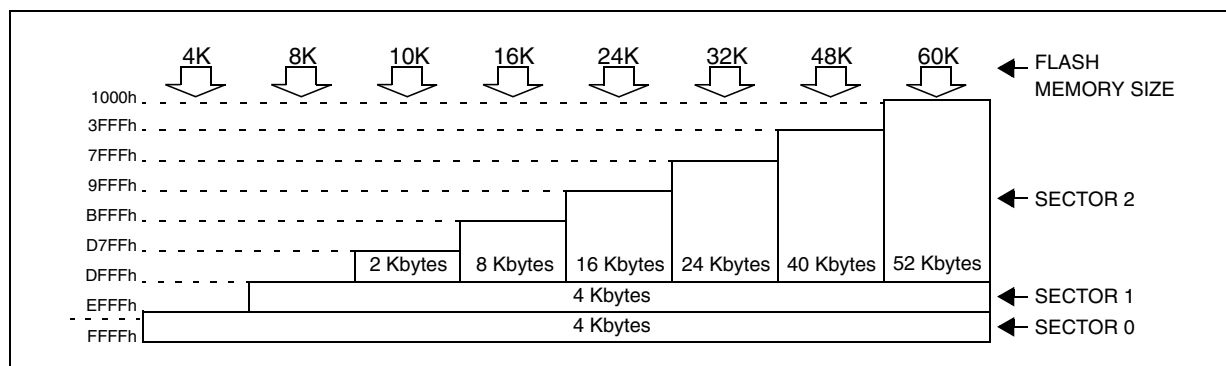 4K 8K 10K 16K 24K 32K 48K 60K
FLASH
MEMORY SIZE
1000h
3FFFh
7FFFh
9FFFh
SECTOR 2
BFFFh
D7FFh
2 Kbytes 8 Kbytes 16 Kbytes 24 Kbytes 40 Kbytes 52 Kbytes
DFFFh
4 Kbytes
SECTOR 1
EFFFh
4 Kbytes
SECTOR 0
FFFFh